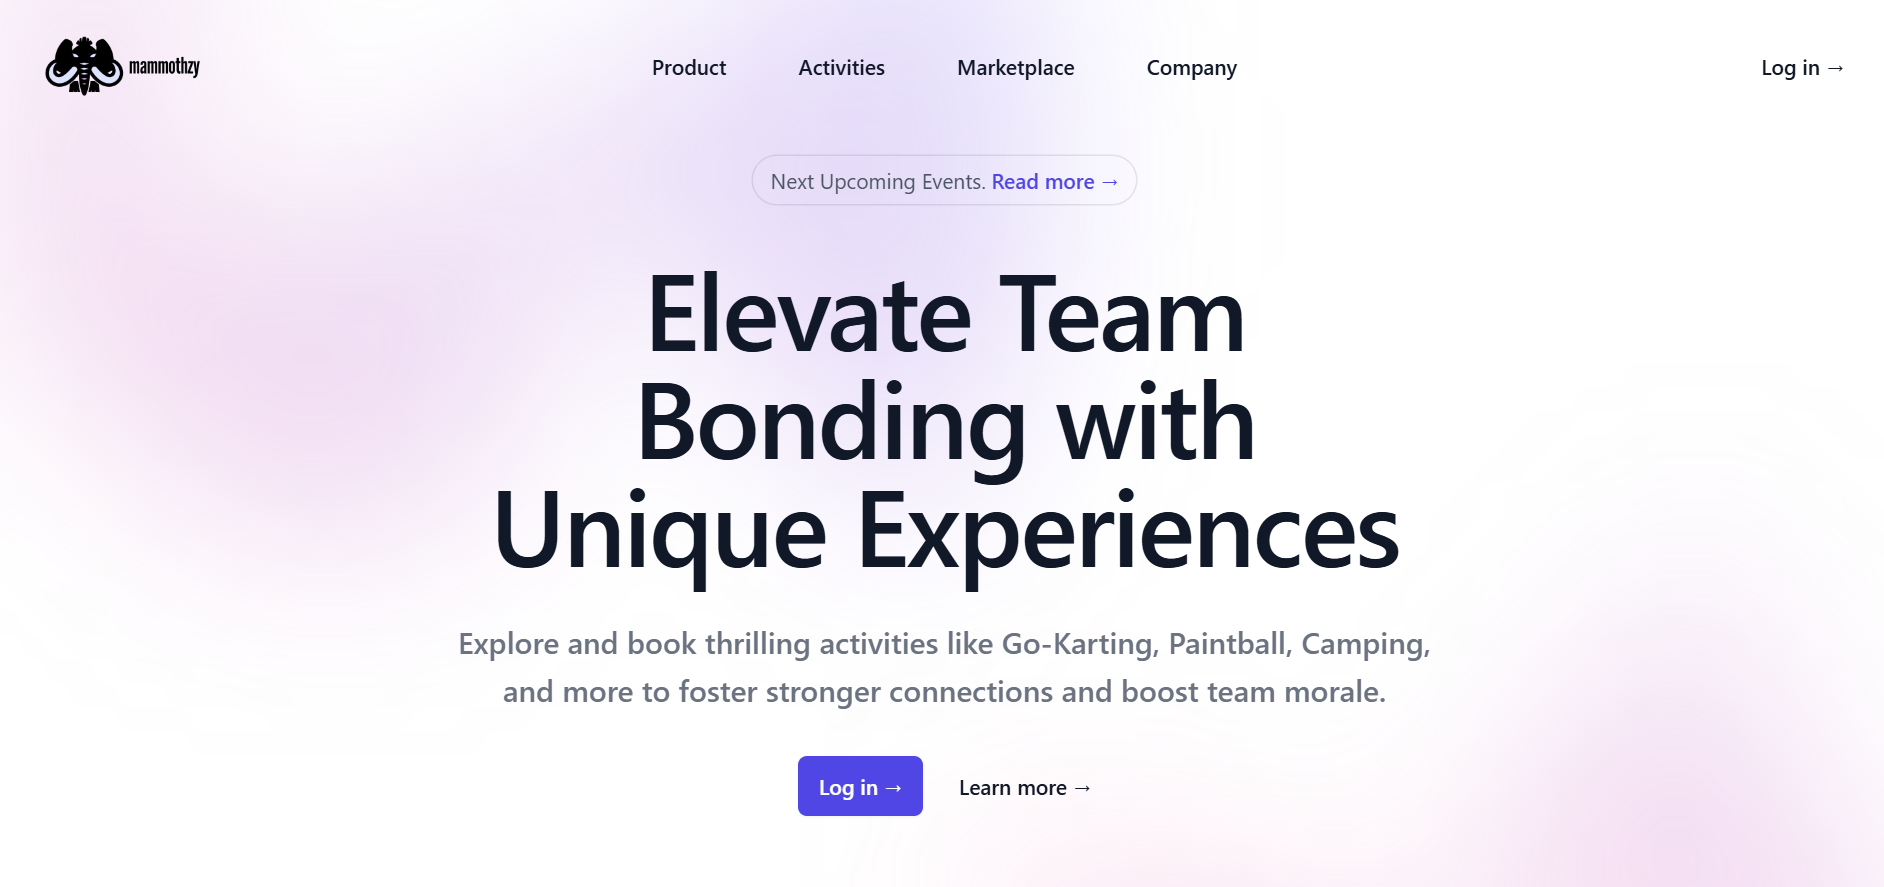 mammothzy
Product
Activities
Marketplace
Company
Log in →
Next Upcoming Events. Read more →
Elevate Team
Bonding with
Unique Experiences
Explore and book thrilling activities like Go-Karting, Paintball, Camping,
and more to foster stronger connections and boost team morale.
Log in →
Learn more →